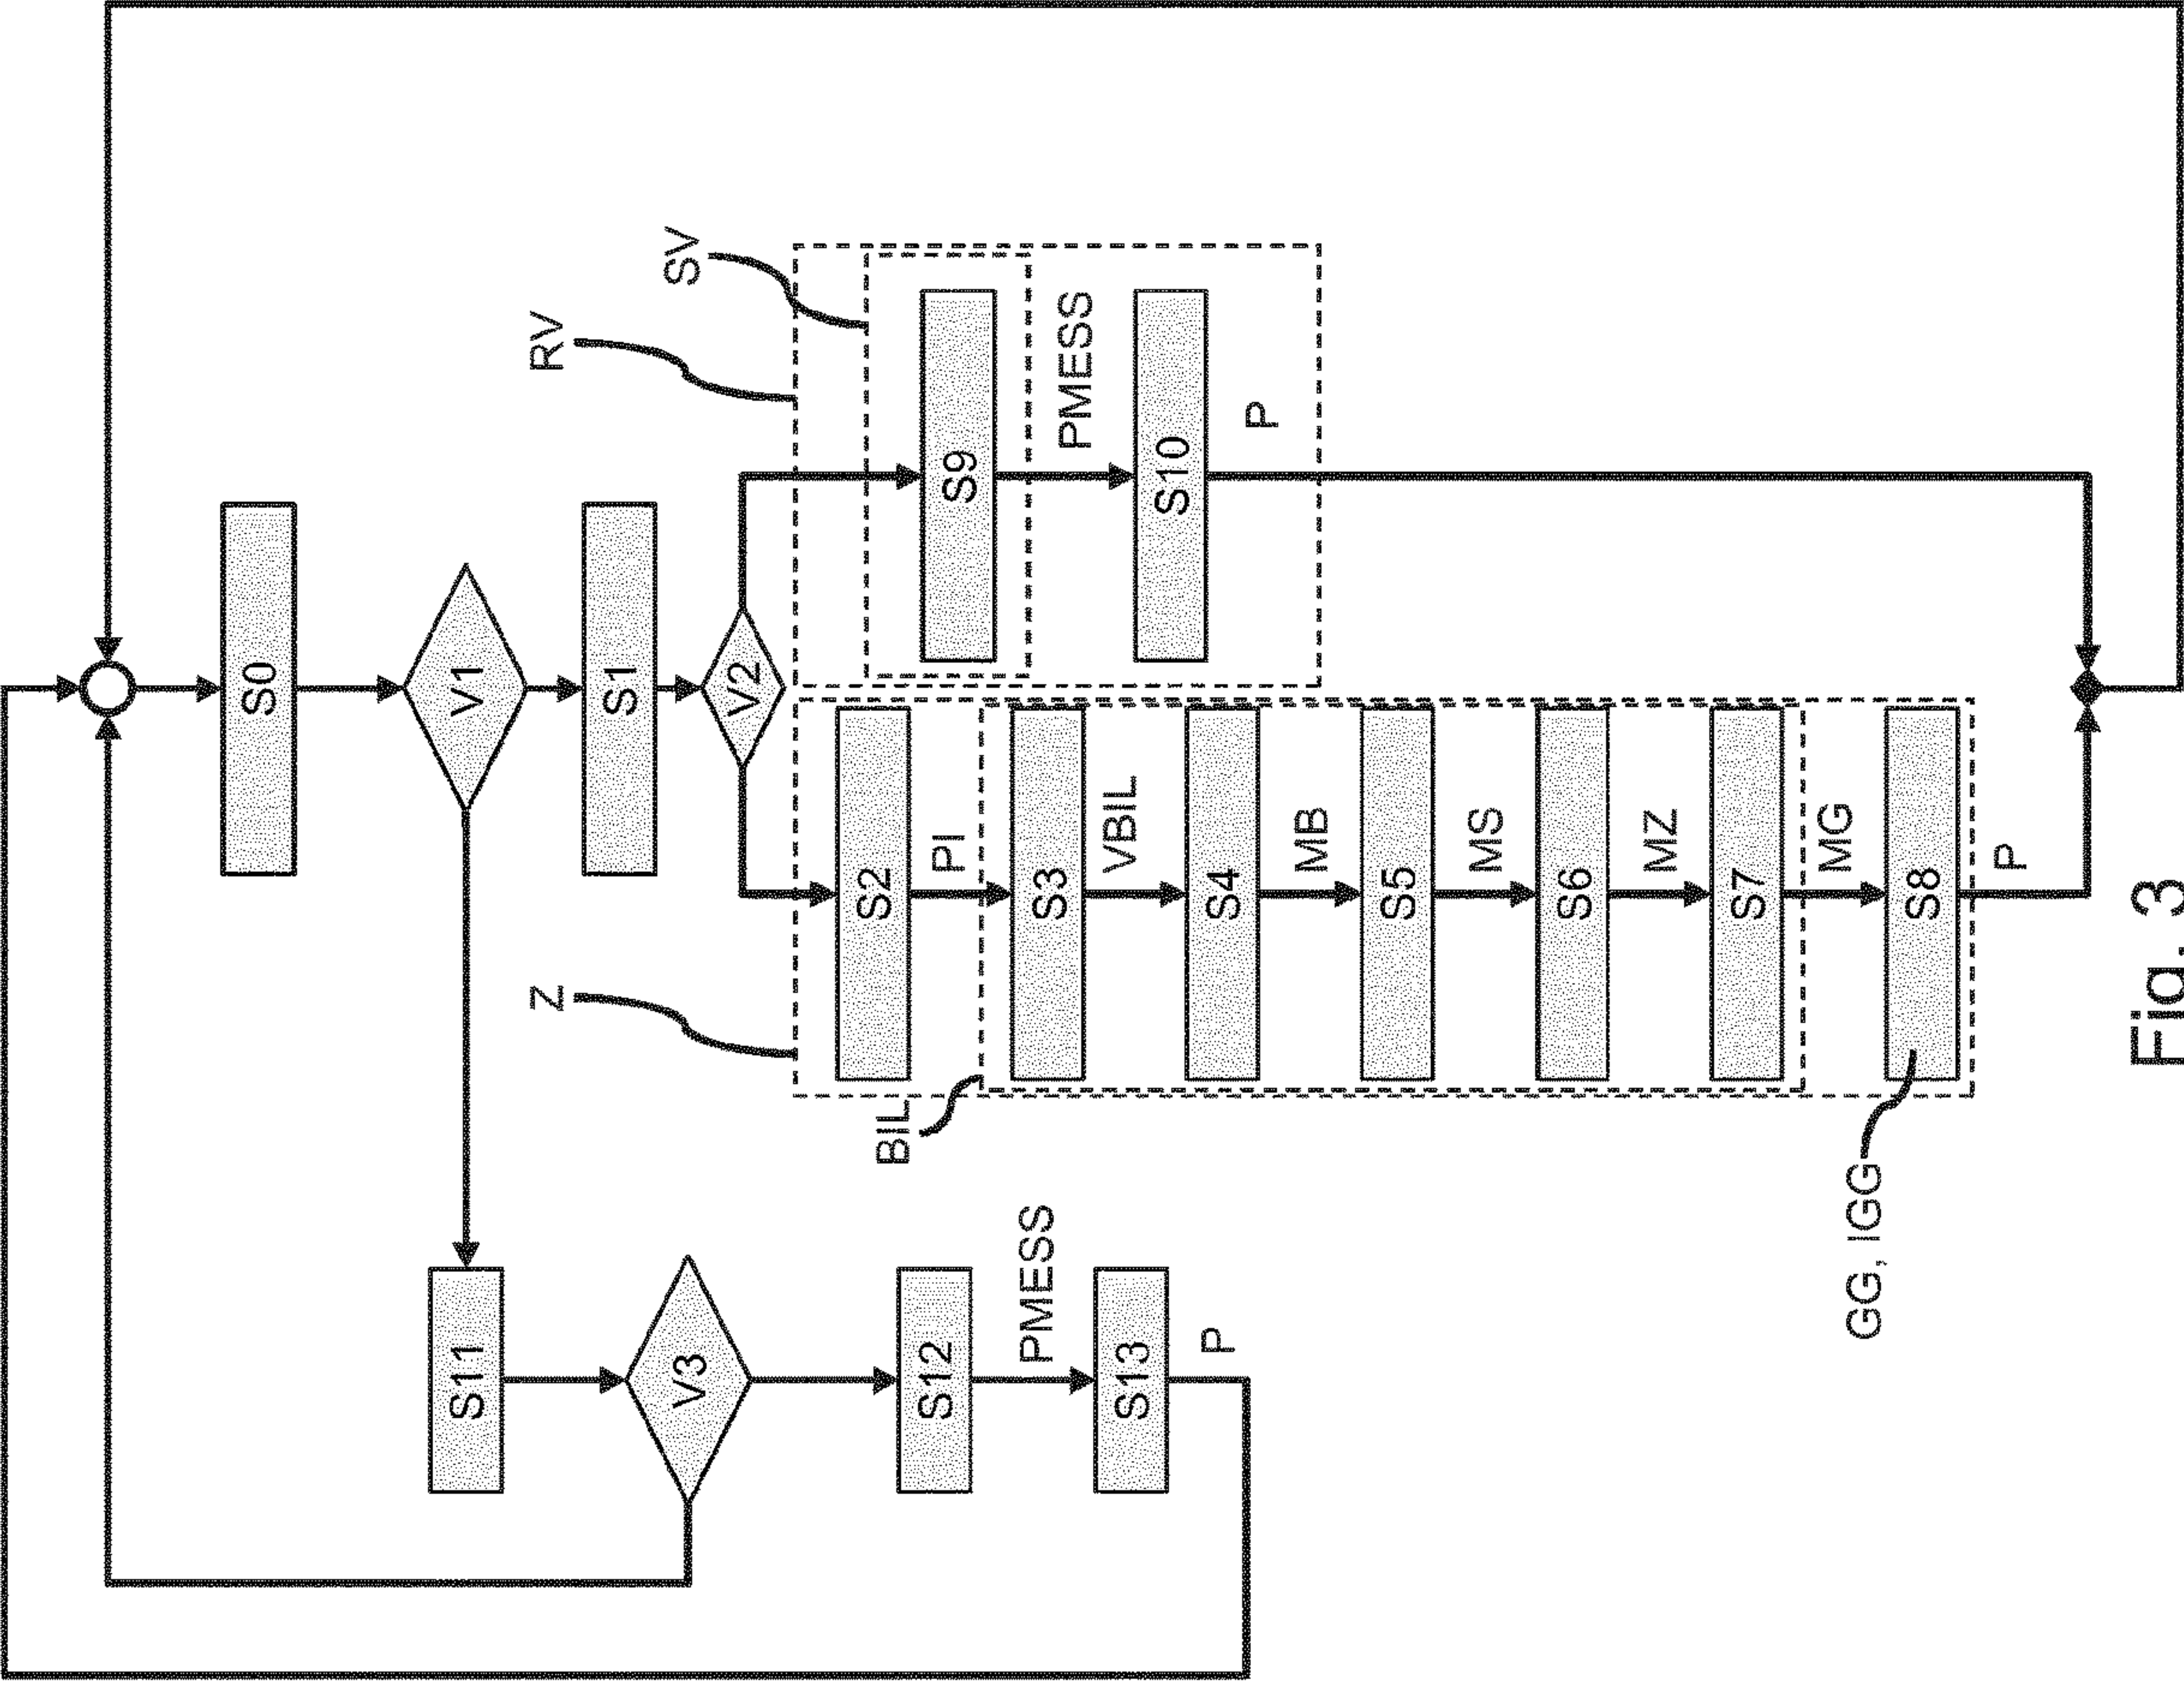 S0
V1
S1
V2
RV
SV
S9
PMESS
S10
P
Z
S2
PI
BIL
S3
VBIL
S4
MB
S5
MS
S6
MZ
S7
MG
S8
GG, IGG
P
S11
V3
S12
PMESS
S13
P
Fig. 3